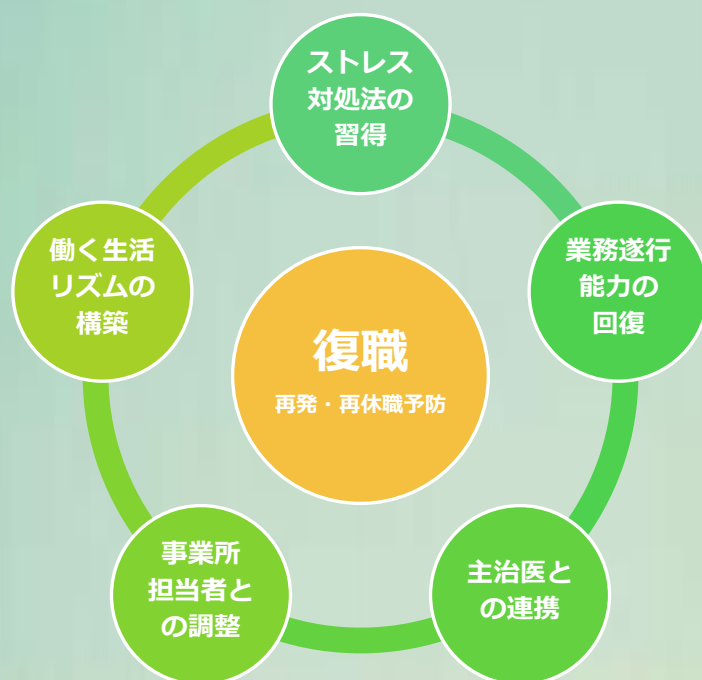 ストレス
対処法の
習得
業務遂行
能力の
回復
主治医と
の連携
事業所
担当者と
の調整
働く生活
リズムの
構築
復職
再発・再休職予防